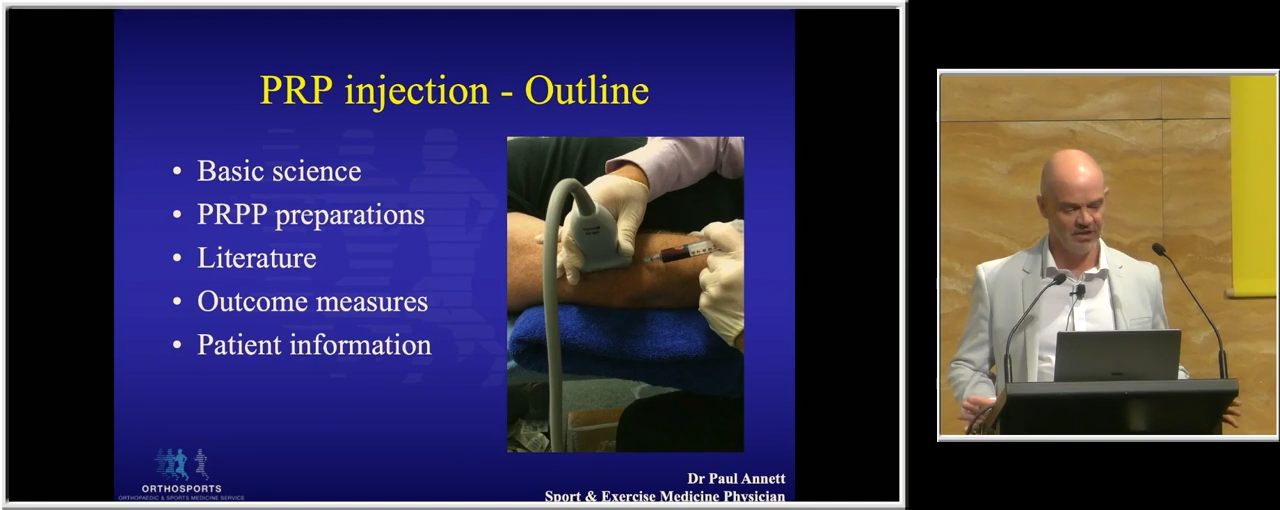 PRP injection - Outline
• Basic science
• PRPP preparations
• Literature
• Outcome measures
• Patient information
ORTHOSPORTS
ORTHOPAEDIC & SPORTS MEDICINE SERVICE
Dr Paul Annett
Sport & Exercise Medicine Physician